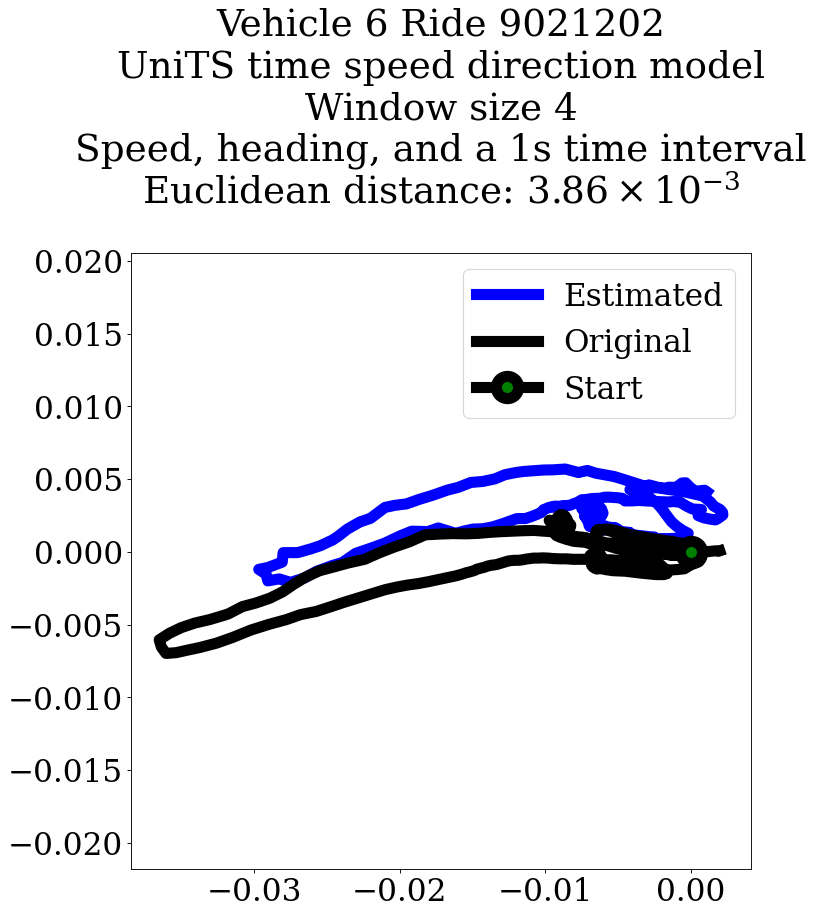 Vehicle 6 Ride 9021202
UniTS time speed direction model
Window size 4
Speed, heading, and a 1s time interval
Euclidean distance: 3.86 × 10⁻³
0.020
0.015
0.010
0.005
0.000
−0.005
−0.010
−0.015
−0.020
Estimated
Original
Start
−0.03 −0.02 −0.01 0.00